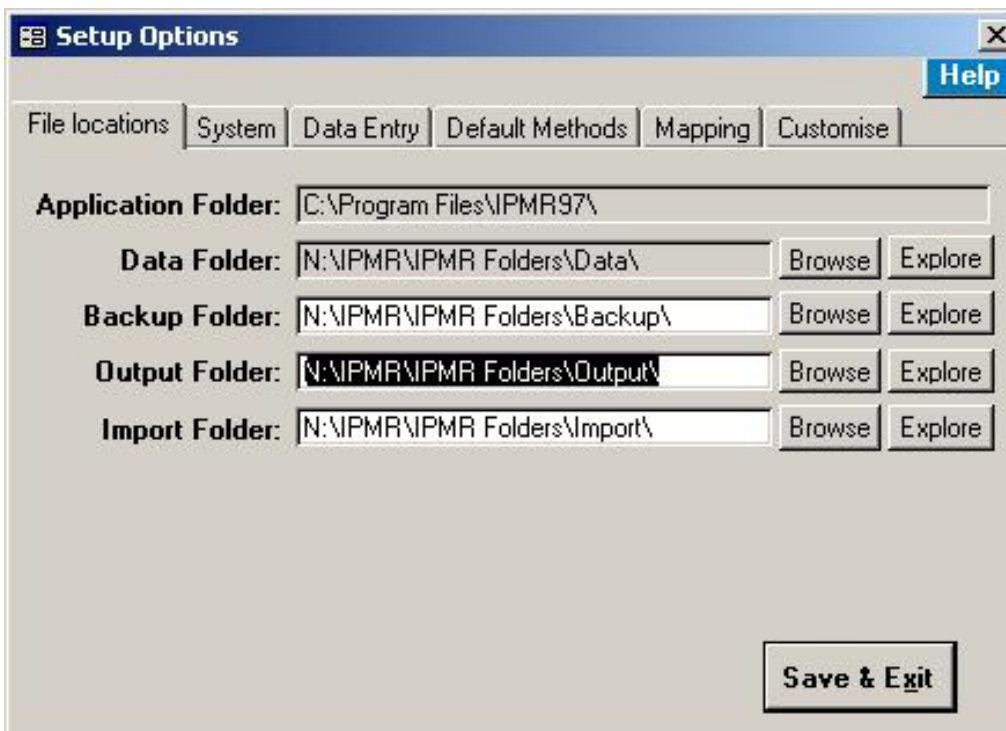 Setup Options
Help
File locations System Data Entry Default Methods Mapping Customise
Application Folder: C:\Program Files\IPMR97\
Data Folder: N:\IPMR\IPMR Folders\Data\ Browse Explore
Backup Folder: N:\IPMR\IPMR Folders\Backup\ Browse Explore
Output Folder: N:\IPMR\IPMR Folders\Output\ Browse Explore
Import Folder: N:\IPMR\IPMR Folders\Import\ Browse Explore
Save & Exit